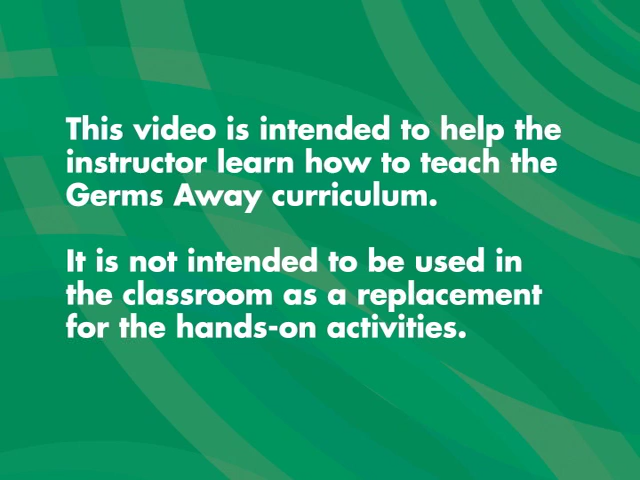 This video is intended to help the
instructor learn how to teach the
Germs Away curriculum.
It is not intended to be used in
the classroom as a replacement
for the hands-on activities.